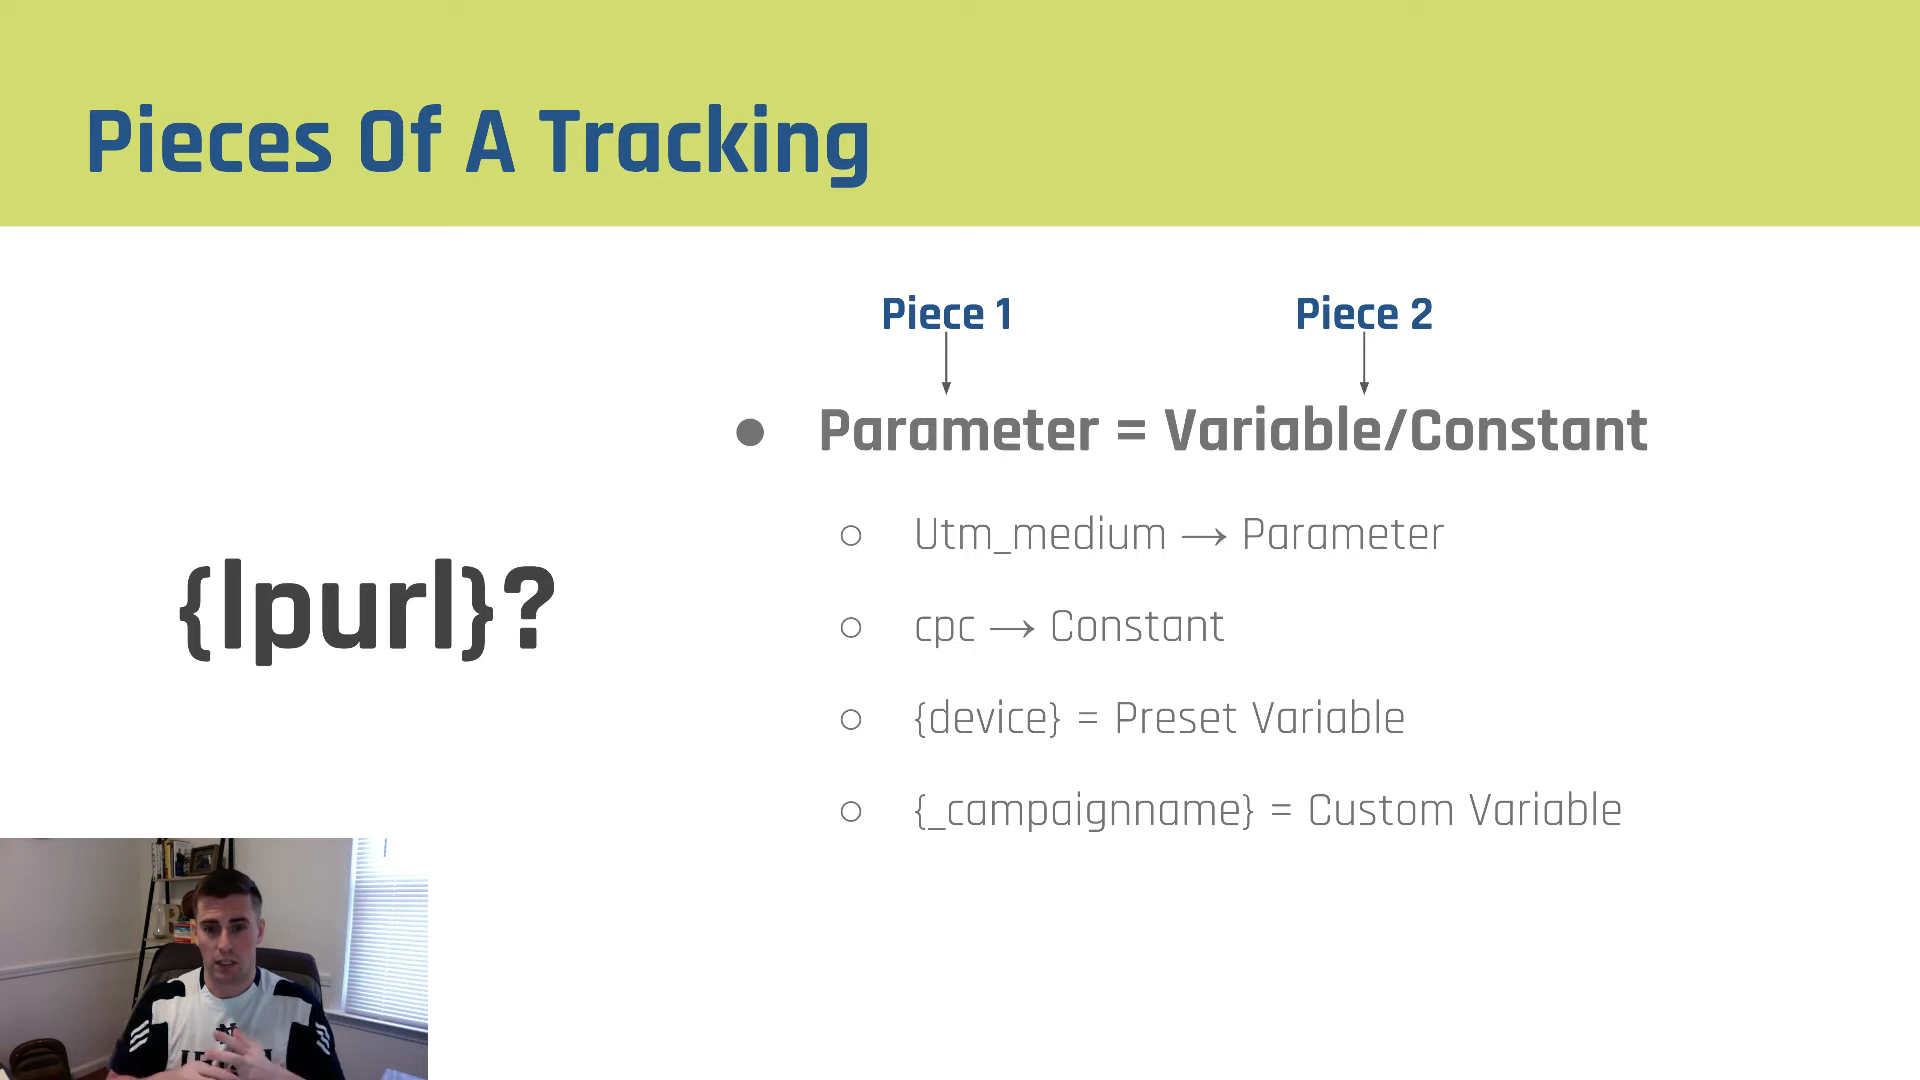 Pieces Of A Tracking
Piece 1
Piece 2
● Parameter = Variable/Constant
○ Utm_medium → Parameter
○ cpc → Constant
○ {device} = Preset Variable
○ {_campaignname} = Custom Variable
{lpurl}?